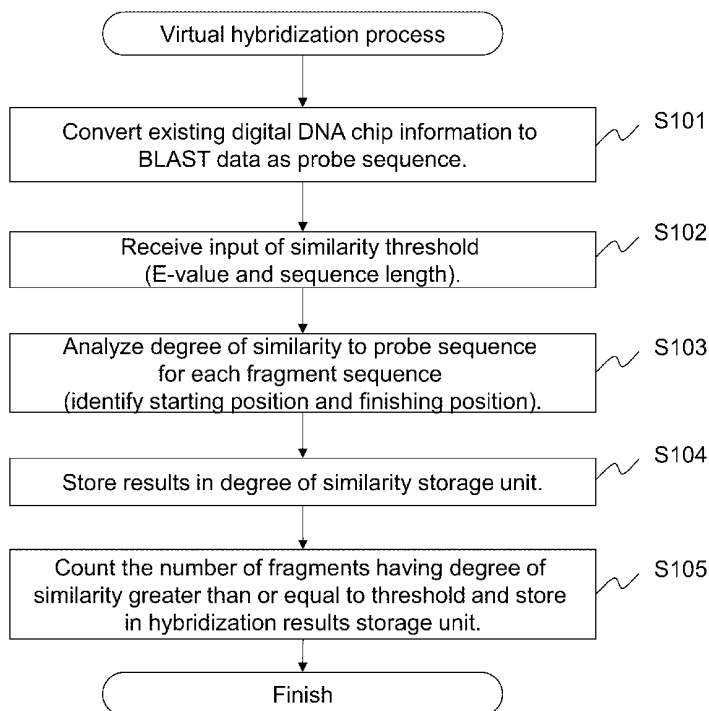 Virtual hybridization process
Convert existing digital DNA chip information to
BLAST data as probe sequence.
S101
Receive input of similarity threshold
(E-value and sequence length).
S102
Analyze degree of similarity to probe sequence
for each fragment sequence
(identify starting position and finishing position).
S103
Store results in degree of similarity storage unit.
S104
Count the number of fragments having degree of
similarity greater than or equal to threshold and store
in hybridization results storage unit.
S105
Finish